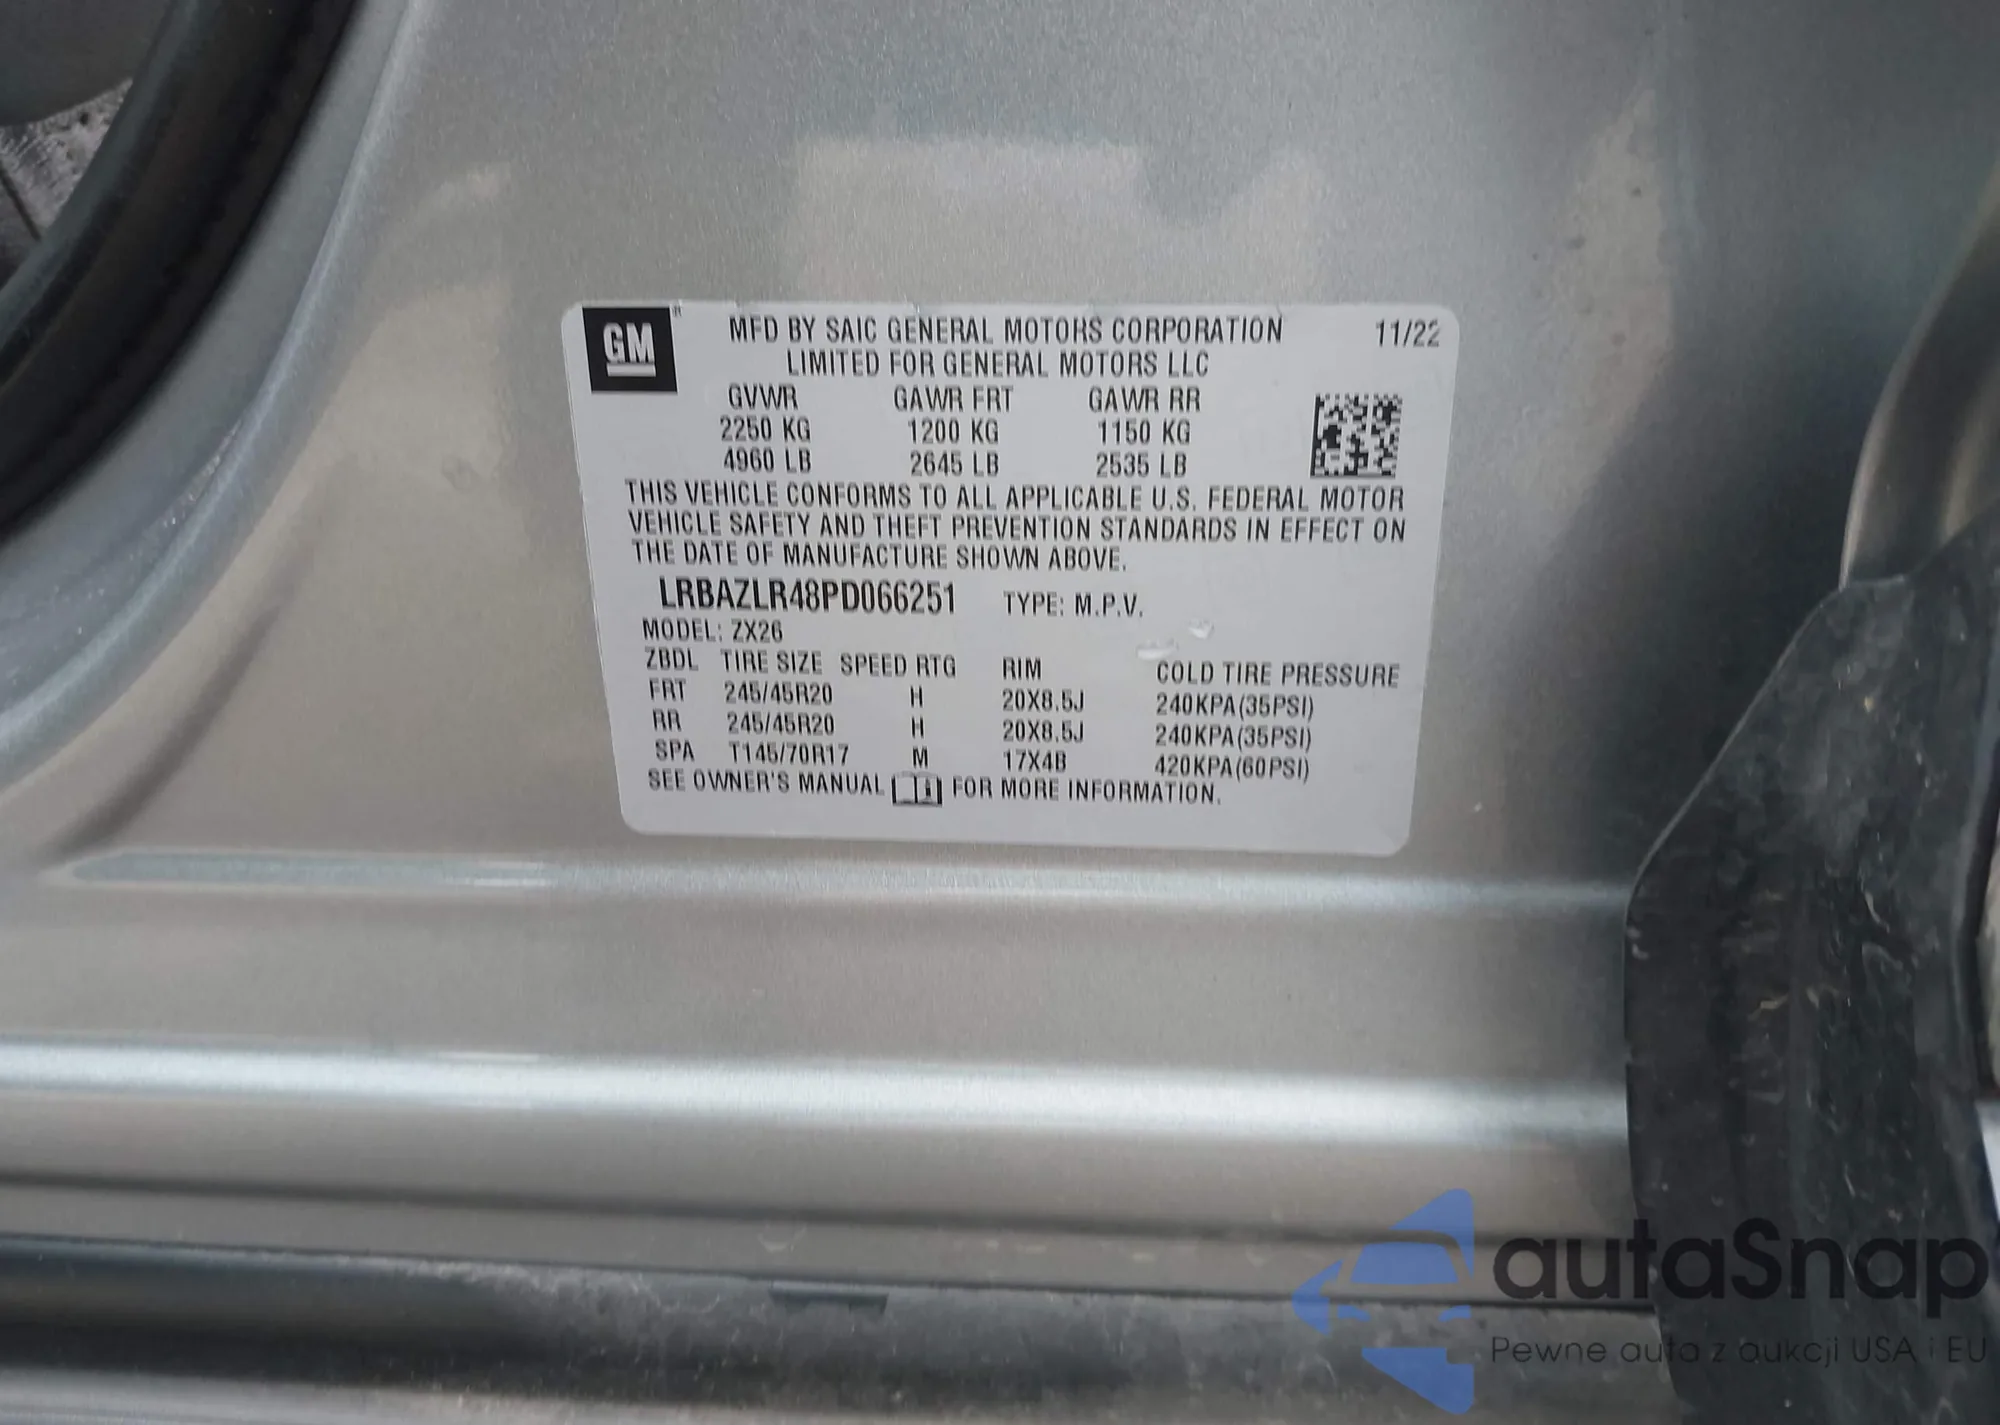 GM® MFD BY SAIC GENERAL MOTORS CORPORATION 11/22
LIMITED FOR GENERAL MOTORS LLC
GVWR GAWR FRT GAWR RR
2250 KG 1200 KG 1150 KG
4960 LB 2645 LB 2535 LB
THIS VEHICLE CONFORMS TO ALL APPLICABLE U.S. FEDERAL MOTOR
VEHICLE SAFETY AND THEFT PREVENTION STANDARDS IN EFFECT ON
THE DATE OF MANUFACTURE SHOWN ABOVE.
LRBAZLR48PD066251 TYPE: M.P.V.
MODEL: ZX26
ZBDL TIRE SIZE SPEED RTG RIM COLD TIRE PRESSURE
FRT 245/45R20 H 20X8.5J 240KPA(35PSI)
RR 245/45R20 H 20X8.5J 240KPA(35PSI)
SPA T145/70R17 M 17X4B 420KPA(60PSI)
SEE OWNER'S MANUAL FOR MORE INFORMATION.
autaSnap
Pewne auta z aukcji USA i EU